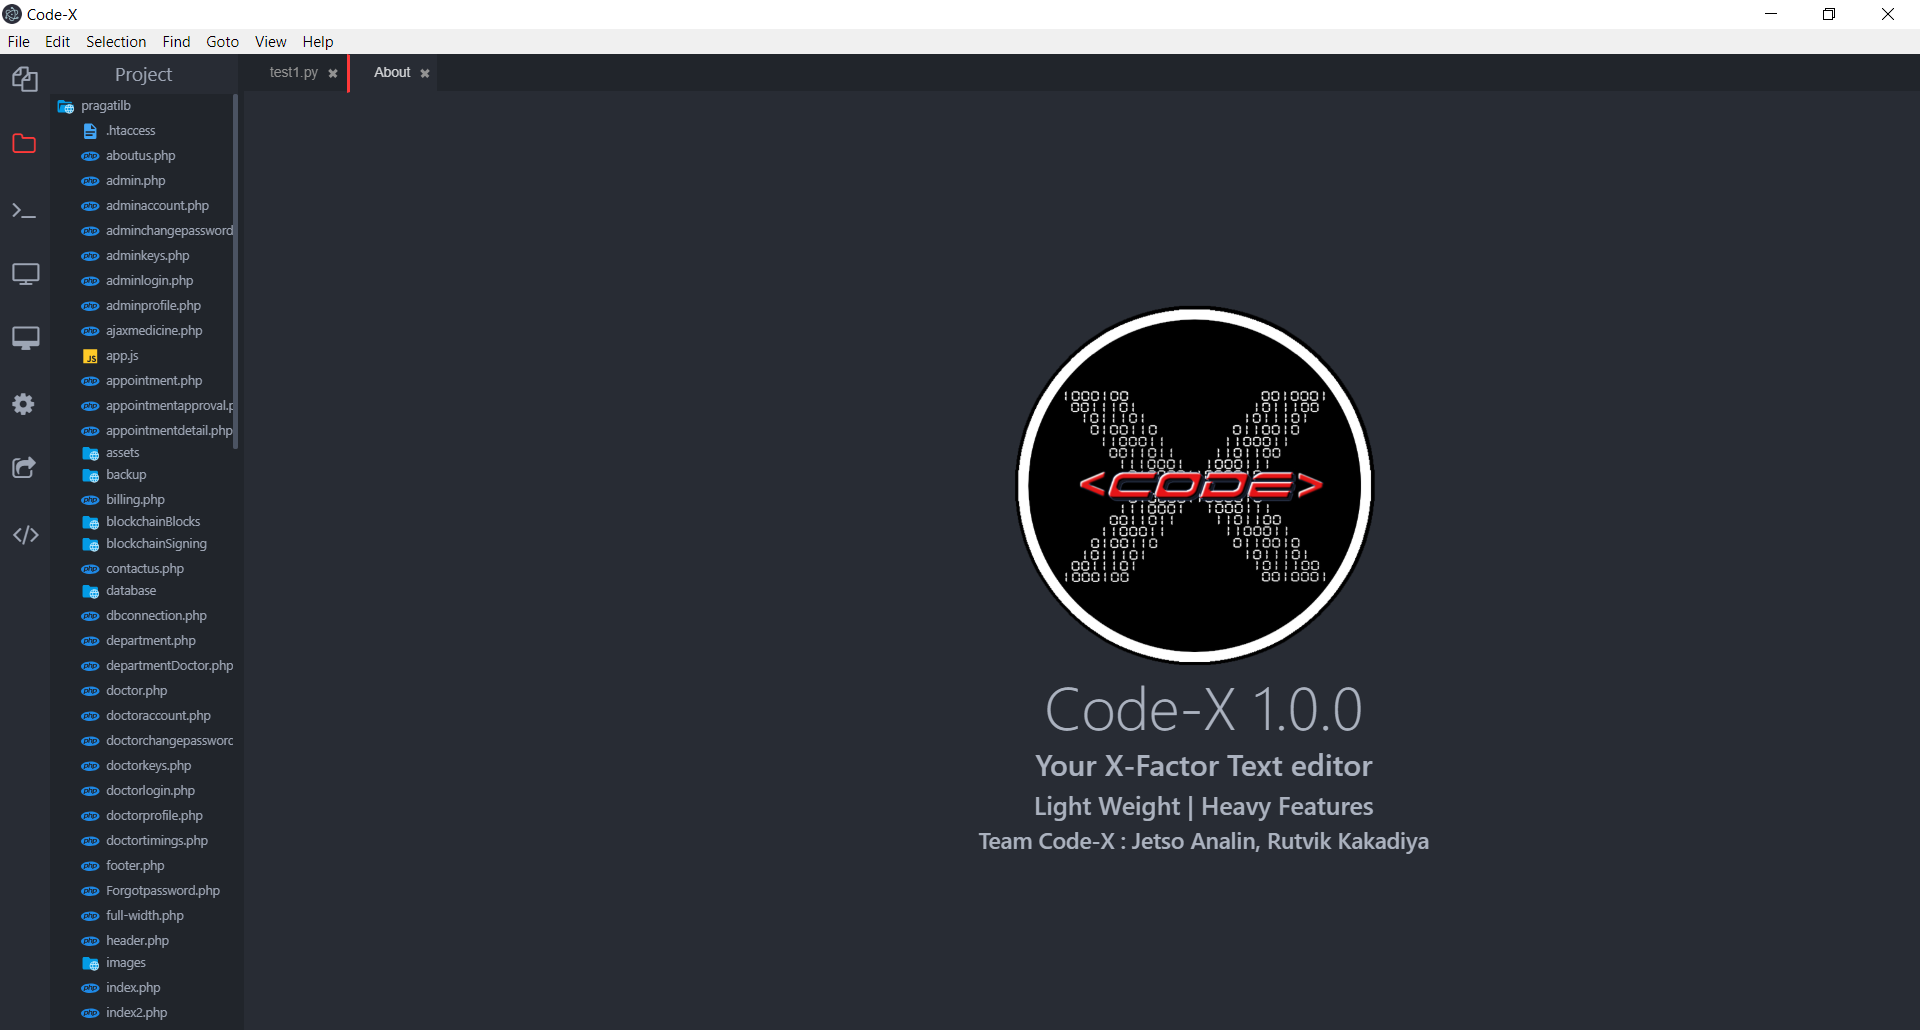 Code-X
File Edit Selection Find Goto View Help
Project
test1.py
About
pragatilb
.htaccess
aboutus.php
admin.php
adminaccount.php
adminchangepassword
adminkeys.php
adminlogin.php
adminprofile.php
ajaxmedicine.php
JS app.js
appointment.php
appointmentapproval.p
appointmentdetail.php
assets
backup
billing.php
blockchainBlocks
blockchainSigning
contactus.php
database
dbconnection.php
department.php
departmentDoctor.php
doctor.php
doctoraccount.php
doctorchangepassword
doctorkeys.php
doctorlogin.php
doctorprofile.php
doctortimings.php
footer.php
Forgotpassword.php
full-width.php
header.php
images
index.php
index2.php
<CODE>
Code-X 1.0.0
Your X-Factor Text editor
Light Weight | Heavy Features
Team Code-X : Jetso Analin, Rutvik Kakadiya